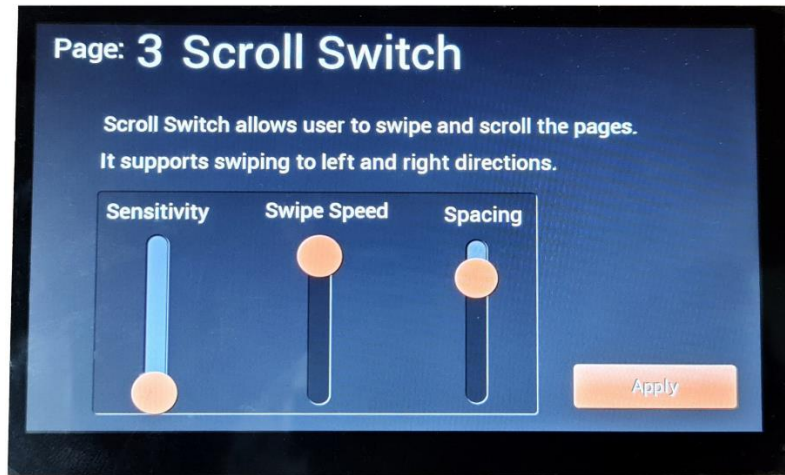 Page: 3 Scroll Switch
Scroll Switch allows user to swipe and scroll the pages.
It supports swiping to left and right directions.
Sensitivity Swipe Speed Spacing
Apply